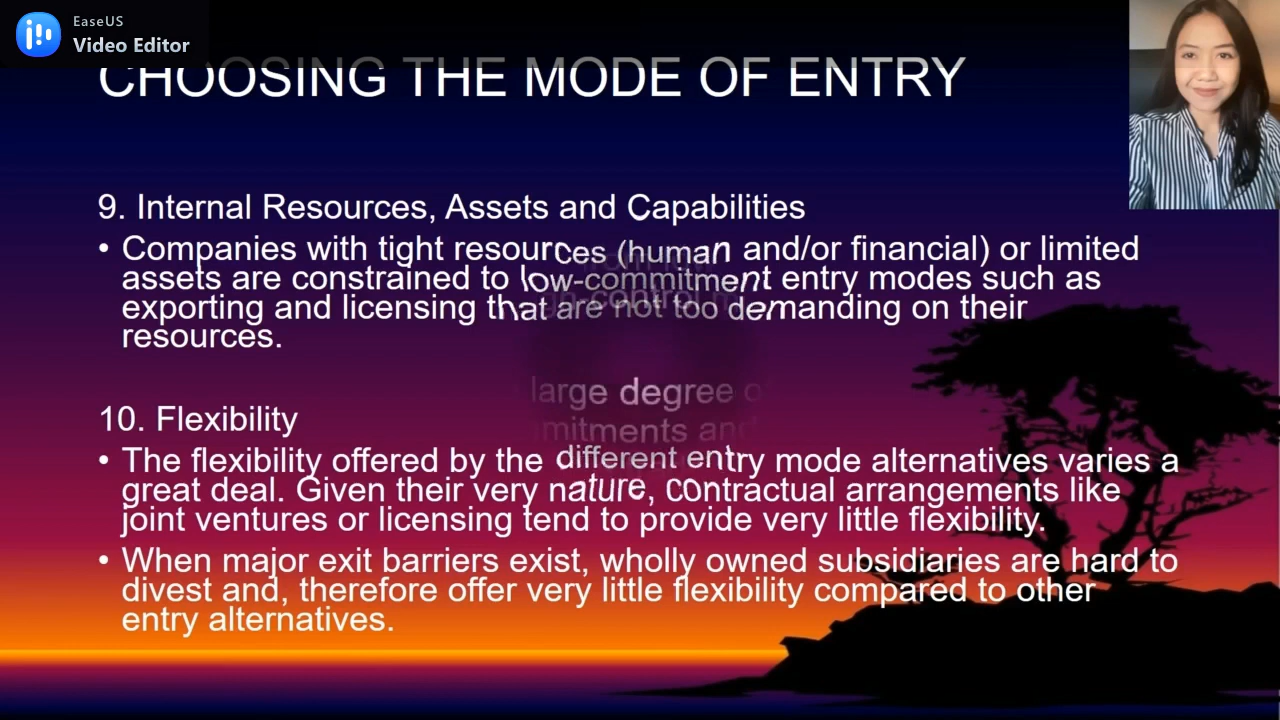 EaseUS
Video Editor
CHOOSING THE MODE OF ENTRY
9. Internal Resources, Assets and Capabilities
• Companies with tight resources (human and/or financial) or limited
assets are constrained to low-commitment entry modes such as
exporting and licensing that are not too demanding on their
resources.
large degree
10. Flexibility
• The flexibility offered by the different entry mode alternatives varies a
great deal. Given their very nature, contractual arrangements like
joint ventures or licensing tend to provide very little flexibility.
• When major exit barriers exist, wholly owned subsidiaries are hard to
divest and, therefore offer very little flexibility compared to other
entry alternatives.